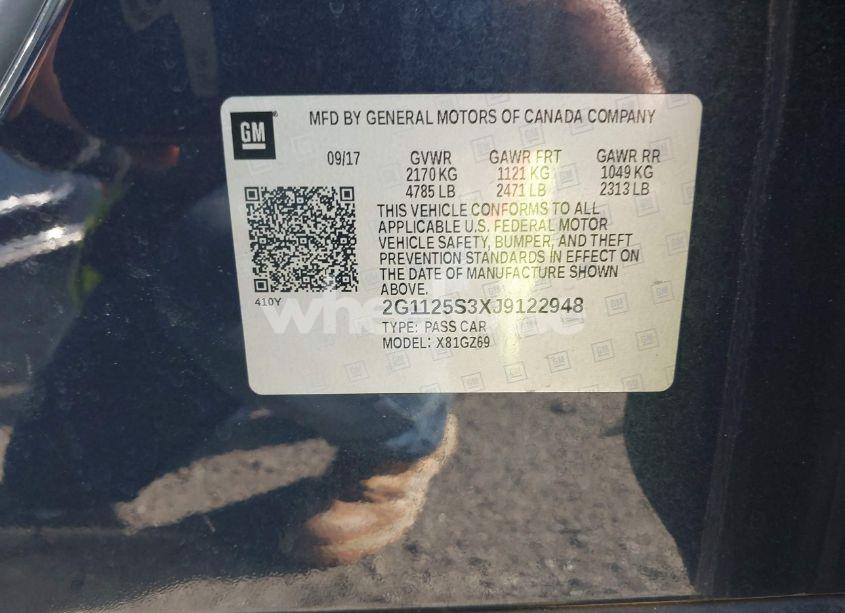 GM
MFD BY GENERAL MOTORS OF CANADA COMPANY
09/17 GVWR GAWR FRT GAWR RR
2170 KG 1121 KG 1049 KG
4785 LB 2471 LB 2313 LB
THIS VEHICLE CONFORMS TO ALL
APPLICABLE U.S. FEDERAL MOTOR
VEHICLE SAFETY, BUMPER, AND THEFT
PREVENTION STANDARDS IN EFFECT ON
THE DATE OF MANUFACTURE SHOWN
ABOVE.
410Y
2G1125S3XJ9122948
TYPE: PASS CAR
MODEL: X81GZ69